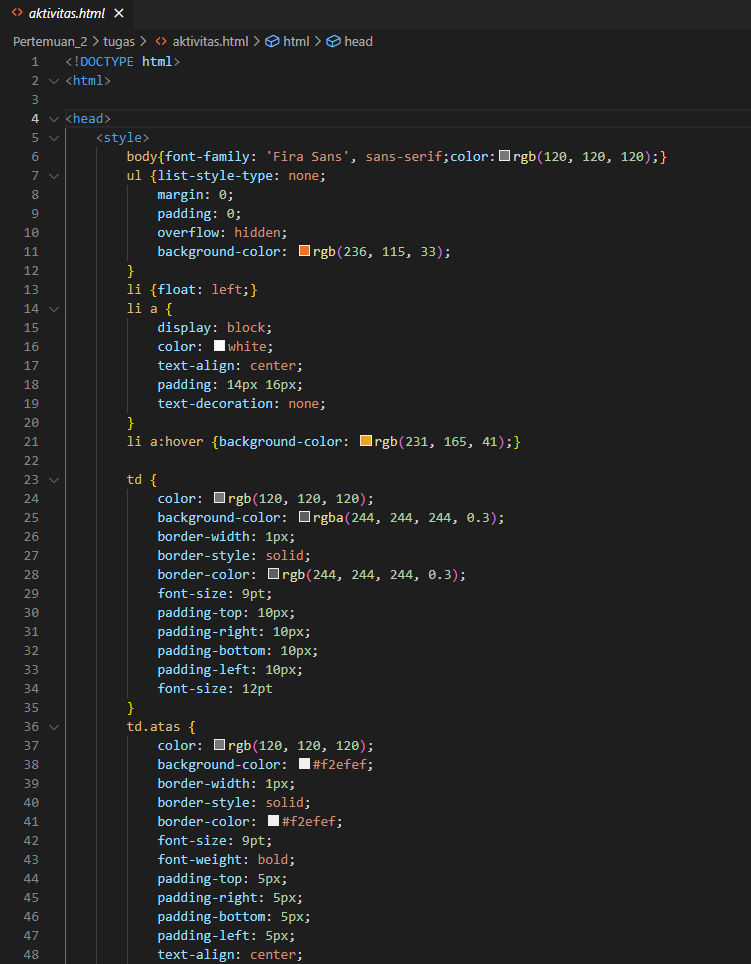 aktivitas.html
Pertemuan_2 > tugas > aktivitas.html > html > head
1 <!DOCTYPE html>
2 <html>
3
4 <head>
5 <style>
6 body{font-family: 'Fira Sans', sans-serif;color:rgb(120, 120, 120);}
7 ul {list-style-type: none;
8 margin: 0;
9 padding: 0;
10 overflow: hidden;
11 background-color: rgb(236, 115, 33);
12 }
13 li {float: left;}
14 li a {
15 display: block;
16 color: white;
17 text-align: center;
18 padding: 14px 16px;
19 text-decoration: none;
20 }
21 li a:hover {background-color: rgb(231, 165, 41);}
22
23 td {
24 color: rgb(120, 120, 120);
25 background-color: rgba(244, 244, 244, 0.3);
26 border-width: 1px;
27 border-style: solid;
28 border-color: rgb(244, 244, 244, 0.3);
29 font-size: 9pt;
30 padding-top: 10px;
31 padding-right: 10px;
32 padding-bottom: 10px;
33 padding-left: 10px;
34 font-size: 12pt
35 }
36 td.atas {
37 color: rgb(120, 120, 120);
38 background-color: #f2efef;
39 border-width: 1px;
40 border-style: solid;
41 border-color: #f2efef;
42 font-size: 9pt;
43 font-weight: bold;
44 padding-top: 5px;
45 padding-right: 5px;
46 padding-bottom: 5px;
47 padding-left: 5px;
48 text-align: center;